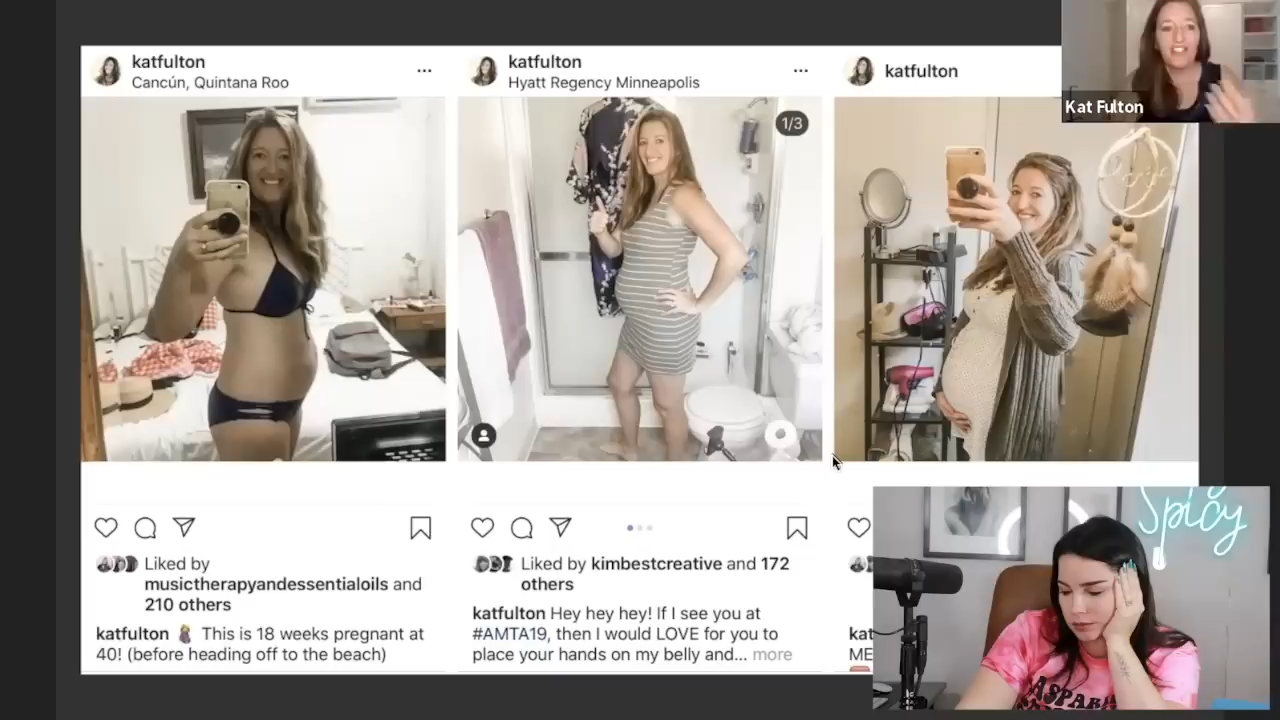 katfulton
Cancún, Quintana Roo
katfulton
Hyatt Regency Minneapolis
katfulton
Kat Fulton
1/3
Liked by
musictherapyandessentialoils and
210 others
katfulton This is 18 weeks pregnant at
40! (before heading off to the beach)
Liked by kimbestcreative and 172
others
katfulton Hey hey hey! If I see you at
#AMTA19, then I would LOVE for you to
place your hands on my belly and... more
kat
ME
Spicy
ASPAR